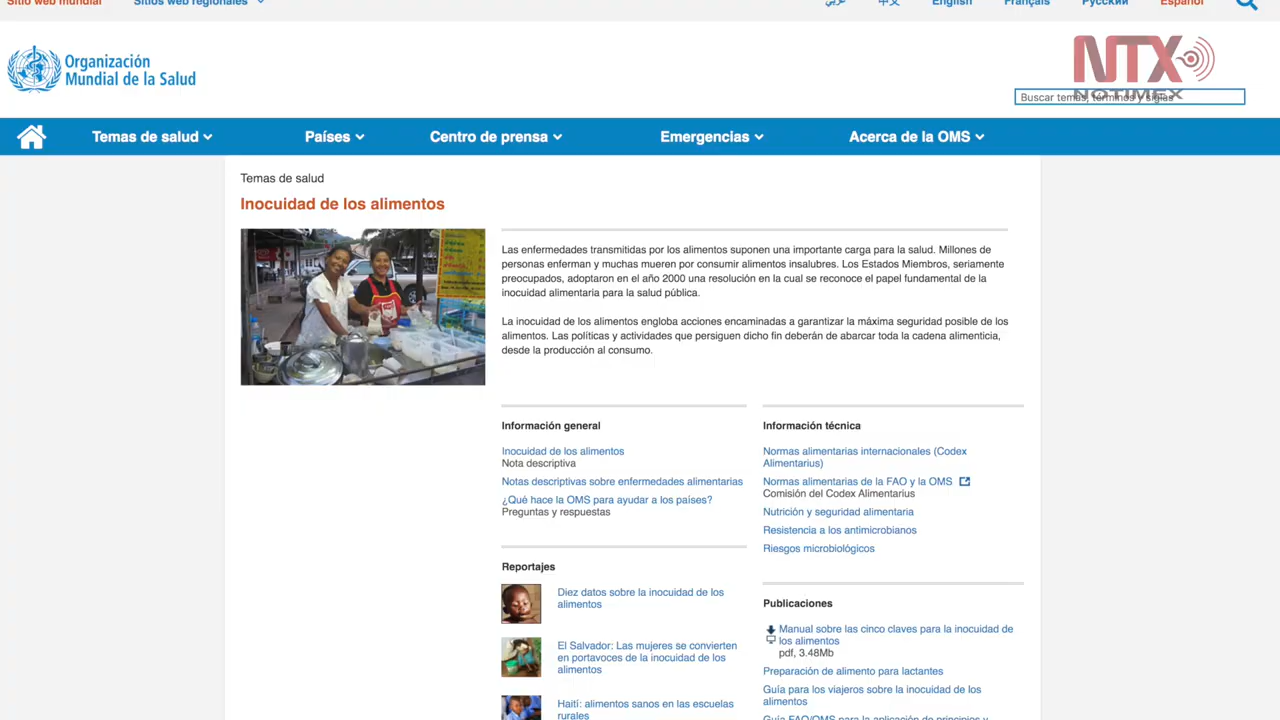 Sitio web mundial
Sitios web regionales
عربي
中文
English
Français
Русский
Español
Organización
Mundial de la Salud
NTX
NOTIMEX
Buscar temas, términos y siglas
Temas de salud
Países
Centro de prensa
Emergencias
Acerca de la OMS
Temas de salud
Inocuidad de los alimentos
Las enfermedades transmitidas por los alimentos suponen una importante carga para la salud. Millones de
personas enferman y muchas mueren por consumir alimentos insalubres. Los Estados Miembros, seriamente
preocupados, adoptaron en el año 2000 una resolución en la cual se reconoce el papel fundamental de la
inocuidad alimentaria para la salud pública.
La inocuidad de los alimentos engloba acciones encaminadas a garantizar la máxima seguridad posible de los
alimentos. Las políticas y actividades que persiguen dicho fin deberán de abarcar toda la cadena alimenticia,
desde la producción al consumo.
Información general
Inocuidad de los alimentos
Nota descriptiva
Notas descriptivas sobre enfermedades alimentarias
¿Qué hace la OMS para ayudar a los países?
Preguntas y respuestas
Reportajes
Diez datos sobre la inocuidad de los
alimentos
El Salvador: Las mujeres se convierten
en portavoces de la inocuidad de los
alimentos
Haití: alimentos sanos en las escuelas
rurales
Información técnica
Normas alimentarias internacionales (Codex
Alimentarius)
Normas alimentarias de la FAO y la OMS
Comisión del Codex Alimentarius
Nutrición y seguridad alimentaria
Resistencia a los antimicrobianos
Riesgos microbiológicos
Publicaciones
Manual sobre las cinco claves para la inocuidad de
los alimentos
pdf, 3.48Mb
Preparación de alimento para lactantes
Guía para los viajeros sobre la inocuidad de los
alimentos
Guía FAO/OMS para la aplicación de principios y